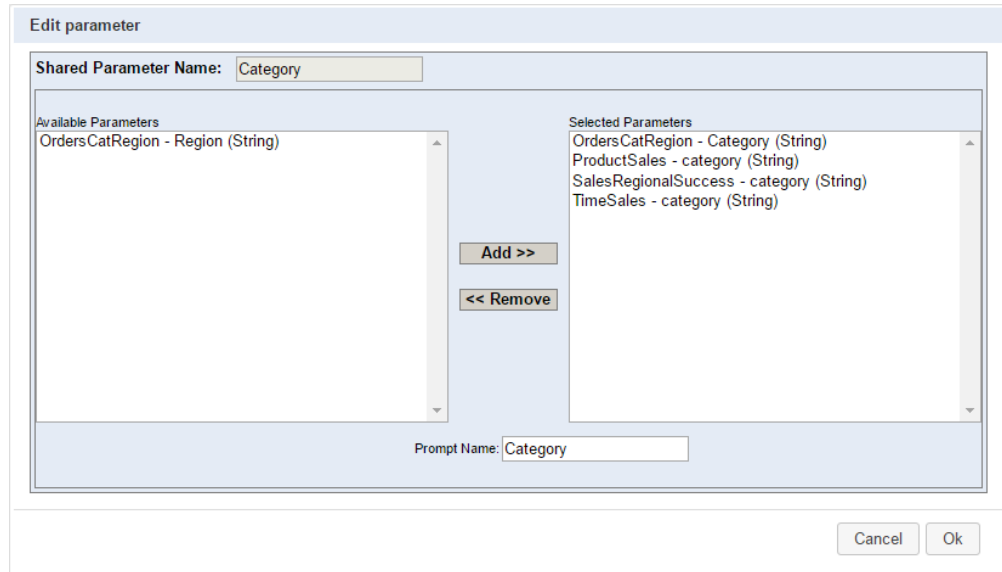 Edit parameter
Shared Parameter Name: Category
Available Parameters
OrdersCatRegion - Region (String)
Selected Parameters
OrdersCatRegion - Category (String)
ProductSales - category (String)
SalesRegionalSuccess - category (String)
TimeSales - category (String)
Add >>
<< Remove
Prompt Name: Category
Cancel Ok